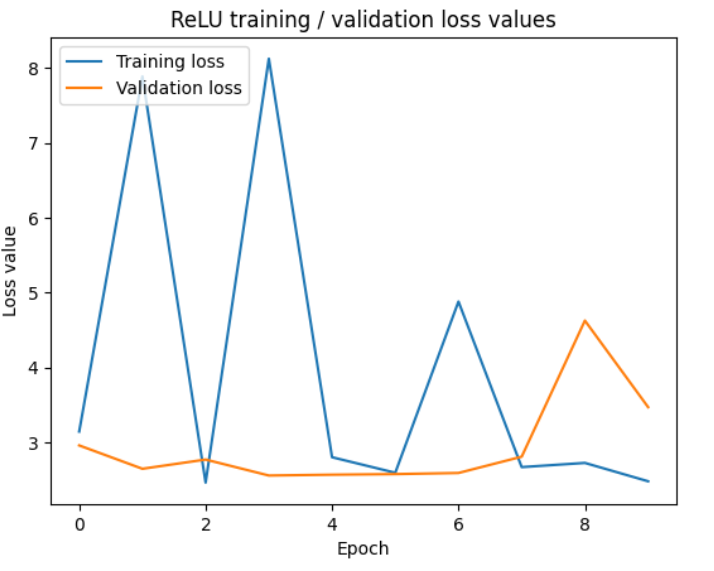 ReLU training / validation loss values
Training loss
Validation loss
8
7
6
5
4
3
Loss value
0 2 4 6 8
Epoch